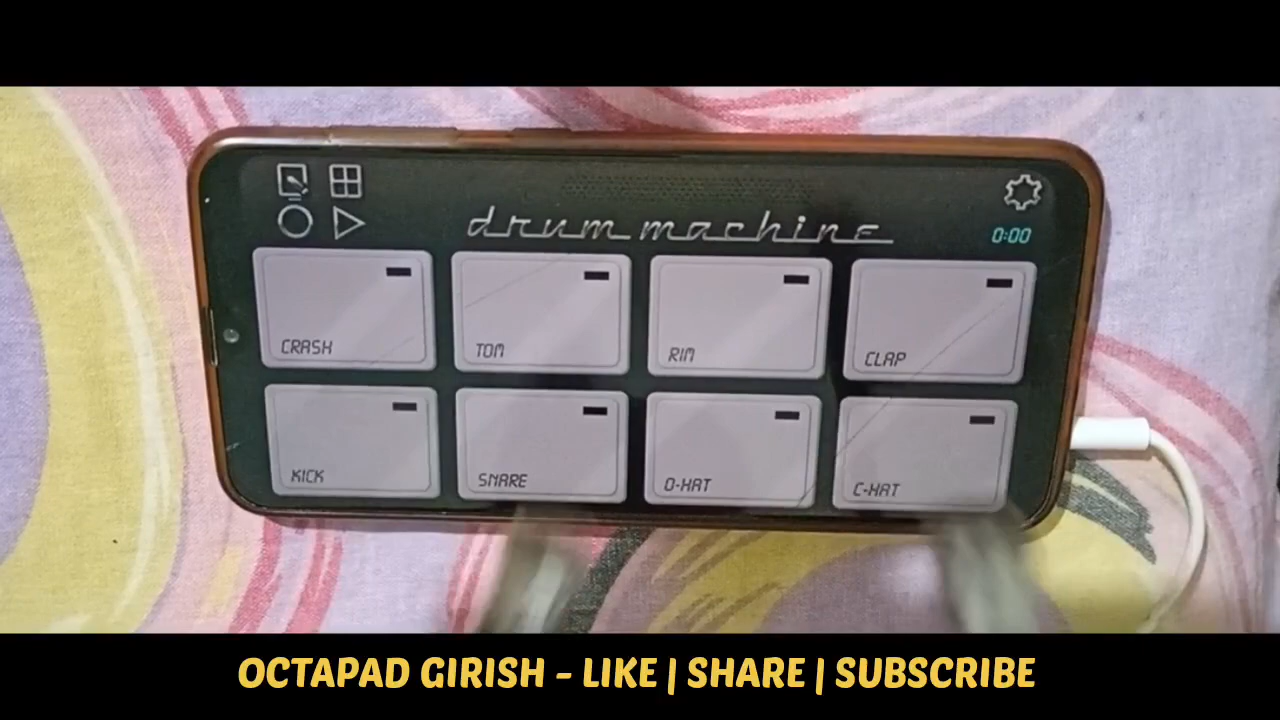 drum machine
0:00
CRASH
TOM
RIM
CLAP
KICK
SNARE
O-HAT
C-HAT
OCTAPAD GIRISH - LIKE | SHARE | SUBSCRIBE